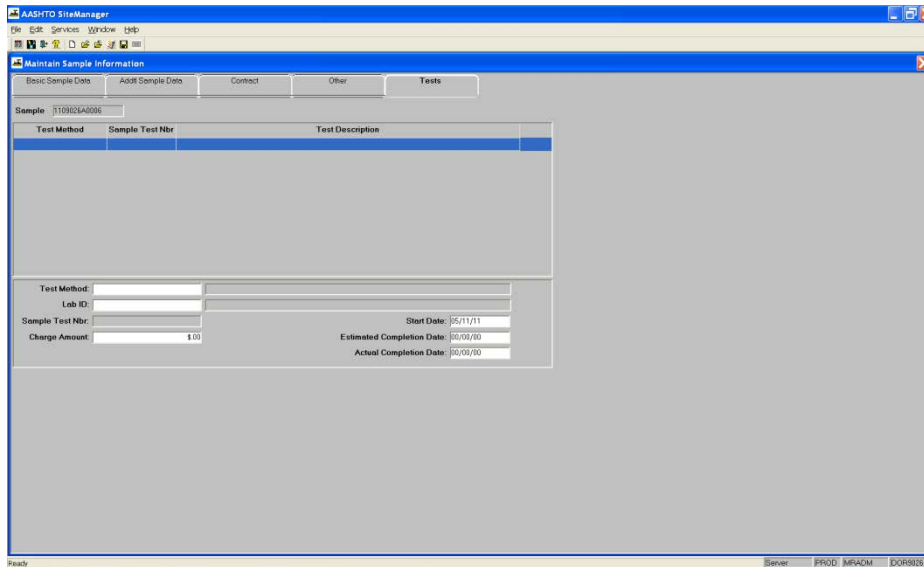 AASHTO SiteManager
File Edit Services Window Help
Maintain Sample Information
Basic Sample Data Addtl Sample Data Contract Other Tests
Sample 1109026A0006
Test Method Sample Test Nbr Test Description
Test Method:
Lab ID:
Sample Test Nbr: Start Date: 05/11/11
Charge Amount: $.00 Estimated Completion Date: 00/00/00
Actual Completion Date: 00/00/00
Ready Server PROD MRADM DOR9026